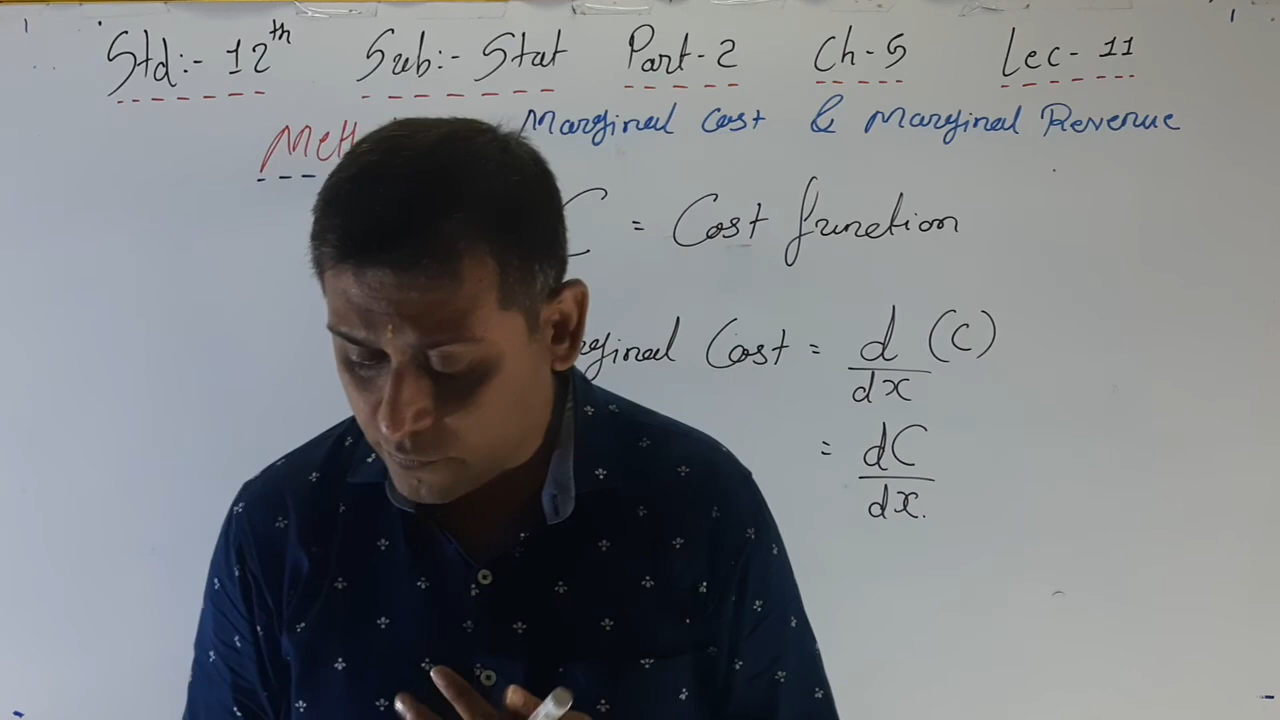 Std:- 12th Sub:- Stat Part-2 Ch-5 Lec-11
Marginal Cost & Marginal Revenue
C = Cost function
Cost = d/dx (C)
= dC/dx.